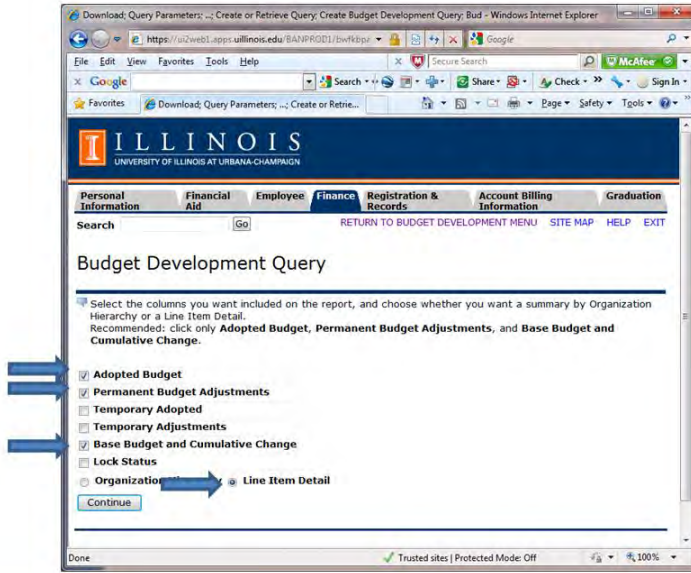 Download; Query Parameters; ...; Create or Retrieve Query; Create Budget Development Query; Bud - Windows Internet Explorer
https://ui2web1.apps.uillinois.edu/BANPROD1/bwfkbpa
Google
File Edit View Favorites Tools Help
Secure Search
McAfee
Google
Search
Share
Check
Sign In
Favorites
Download; Query Parameters; ...; Create or Retrie...
Page Safety Tools
I
ILLINOIS
UNIVERSITY OF ILLINOIS AT URBANA-CHAMPAIGN
Personal Information
Financial Aid
Employee
Finance
Registration & Records
Account Billing Information
Graduation
Search
Go
RETURN TO BUDGET DEVELOPMENT MENU SITE MAP HELP EXIT
Budget Development Query
Select the columns you want included on the report, and choose whether you want a summary by Organization
Hierarchy or a Line Item Detail.
Recommended: click only Adopted Budget, Permanent Budget Adjustments, and Base Budget and
Cumulative Change.
Adopted Budget
Permanent Budget Adjustments
Temporary Adopted
Temporary Adjustments
Base Budget and Cumulative Change
Lock Status
Organization Line Item Detail
Continue
Done
Trusted sites | Protected Mode: Off
100%